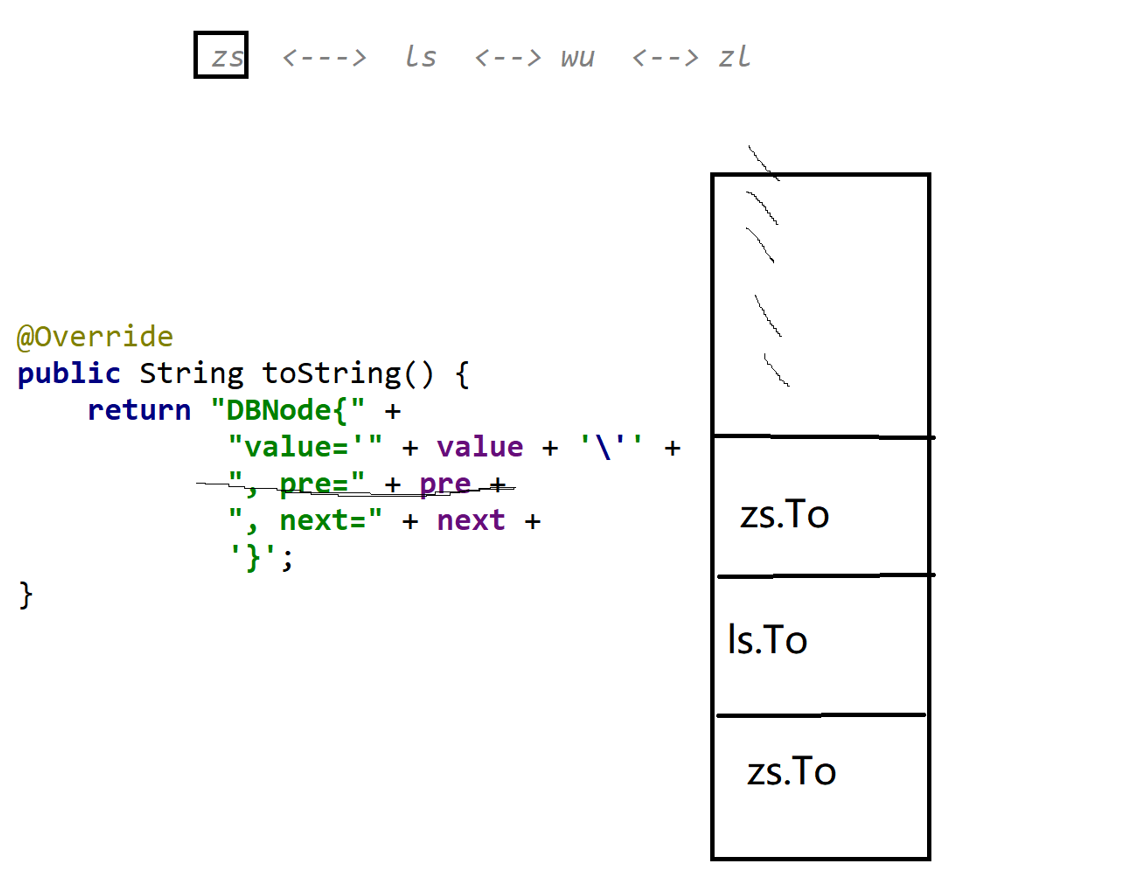 zs <---> ls <--> wu <--> zl
@Override
public String toString() {
return "DBNode{" +
"value='" + value + '\'' +
", pre=" + pre +
", next=" + next +
'}';
}
zs.To
ls.To
zs.To